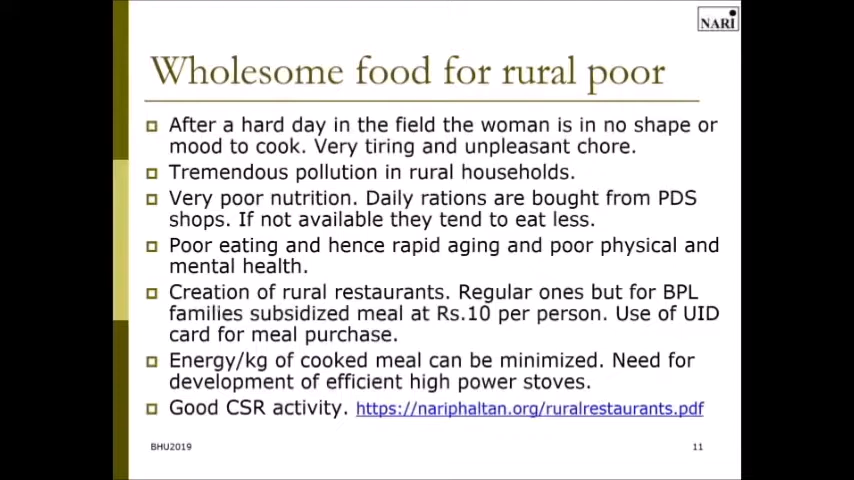 NARI
Wholesome food for rural poor
After a hard day in the field the woman is in no shape or
mood to cook. Very tiring and unpleasant chore.
Tremendous pollution in rural households.
Very poor nutrition. Daily rations are bought from PDS
shops. If not available they tend to eat less.
Poor eating and hence rapid aging and poor physical and
mental health.
Creation of rural restaurants. Regular ones but for BPL
families subsidized meal at Rs.10 per person. Use of UID
card for meal purchase.
Energy/kg of cooked meal can be minimized. Need for
development of efficient high power stoves.
Good CSR activity. https://nariphaltan.org/ruralrestaurants.pdf
BHU2019 11